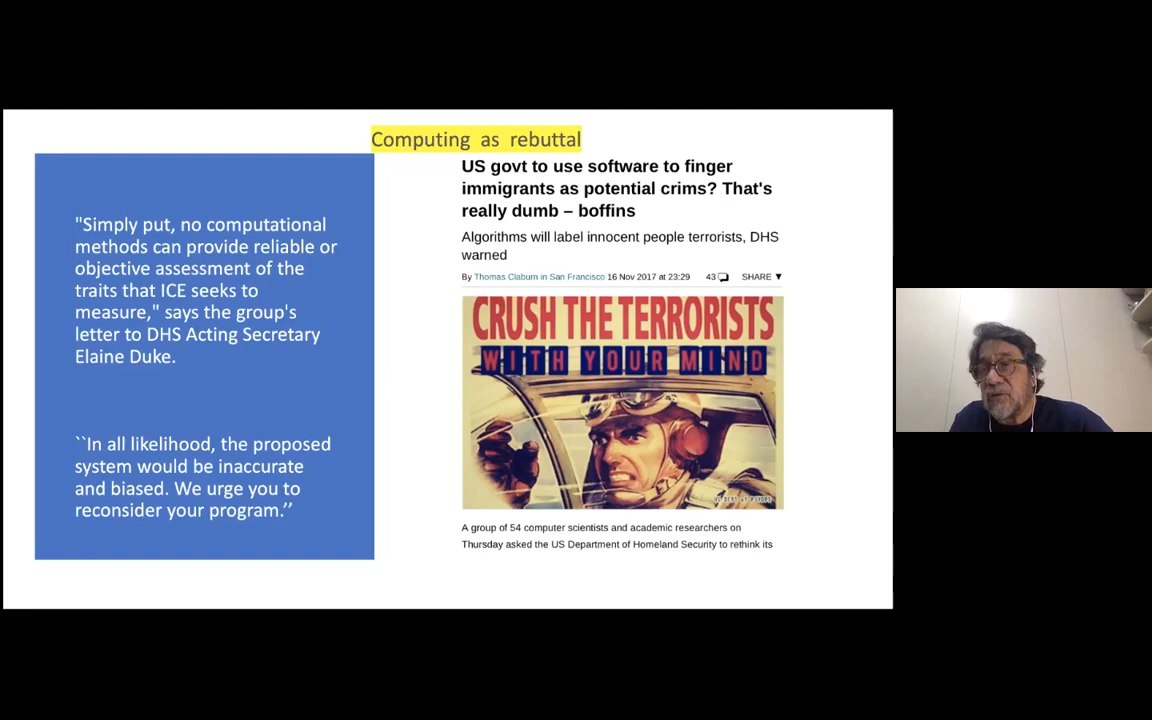 Computing as rebuttal
"Simply put, no computational
methods can provide reliable or
objective assessment of the
traits that ICE seeks to
measure," says the group's
letter to DHS Acting Secretary
Elaine Duke.
``In all likelihood, the proposed
system would be inaccurate
and biased. We urge you to
reconsider your program.’’
US govt to use software to finger
immigrants as potential crims? That's
really dumb – boffins
Algorithms will label innocent people terrorists, DHS
warned
By Thomas Claburn in San Francisco 16 Nov 2017 at 23:29 43 SHARE ▼
CRUSH THE TERRORISTS
WITH YOUR MIND
A group of 54 computer scientists and academic researchers on
Thursday asked the US Department of Homeland Security to rethink its